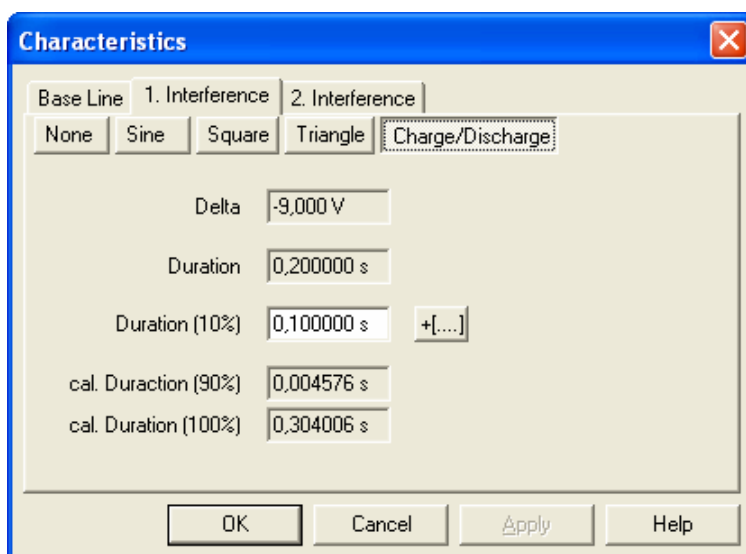 Characteristics
Base Line 1. Interference 2. Interference
None Sine Square Triangle Charge/Discharge
Delta -9,000 V
Duration 0,200000 s
Duration (10%) 0,100000 s +[....]
cal. Duraction (90%) 0,004576 s
cal. Duration (100%) 0,304006 s
OK Cancel Apply Help